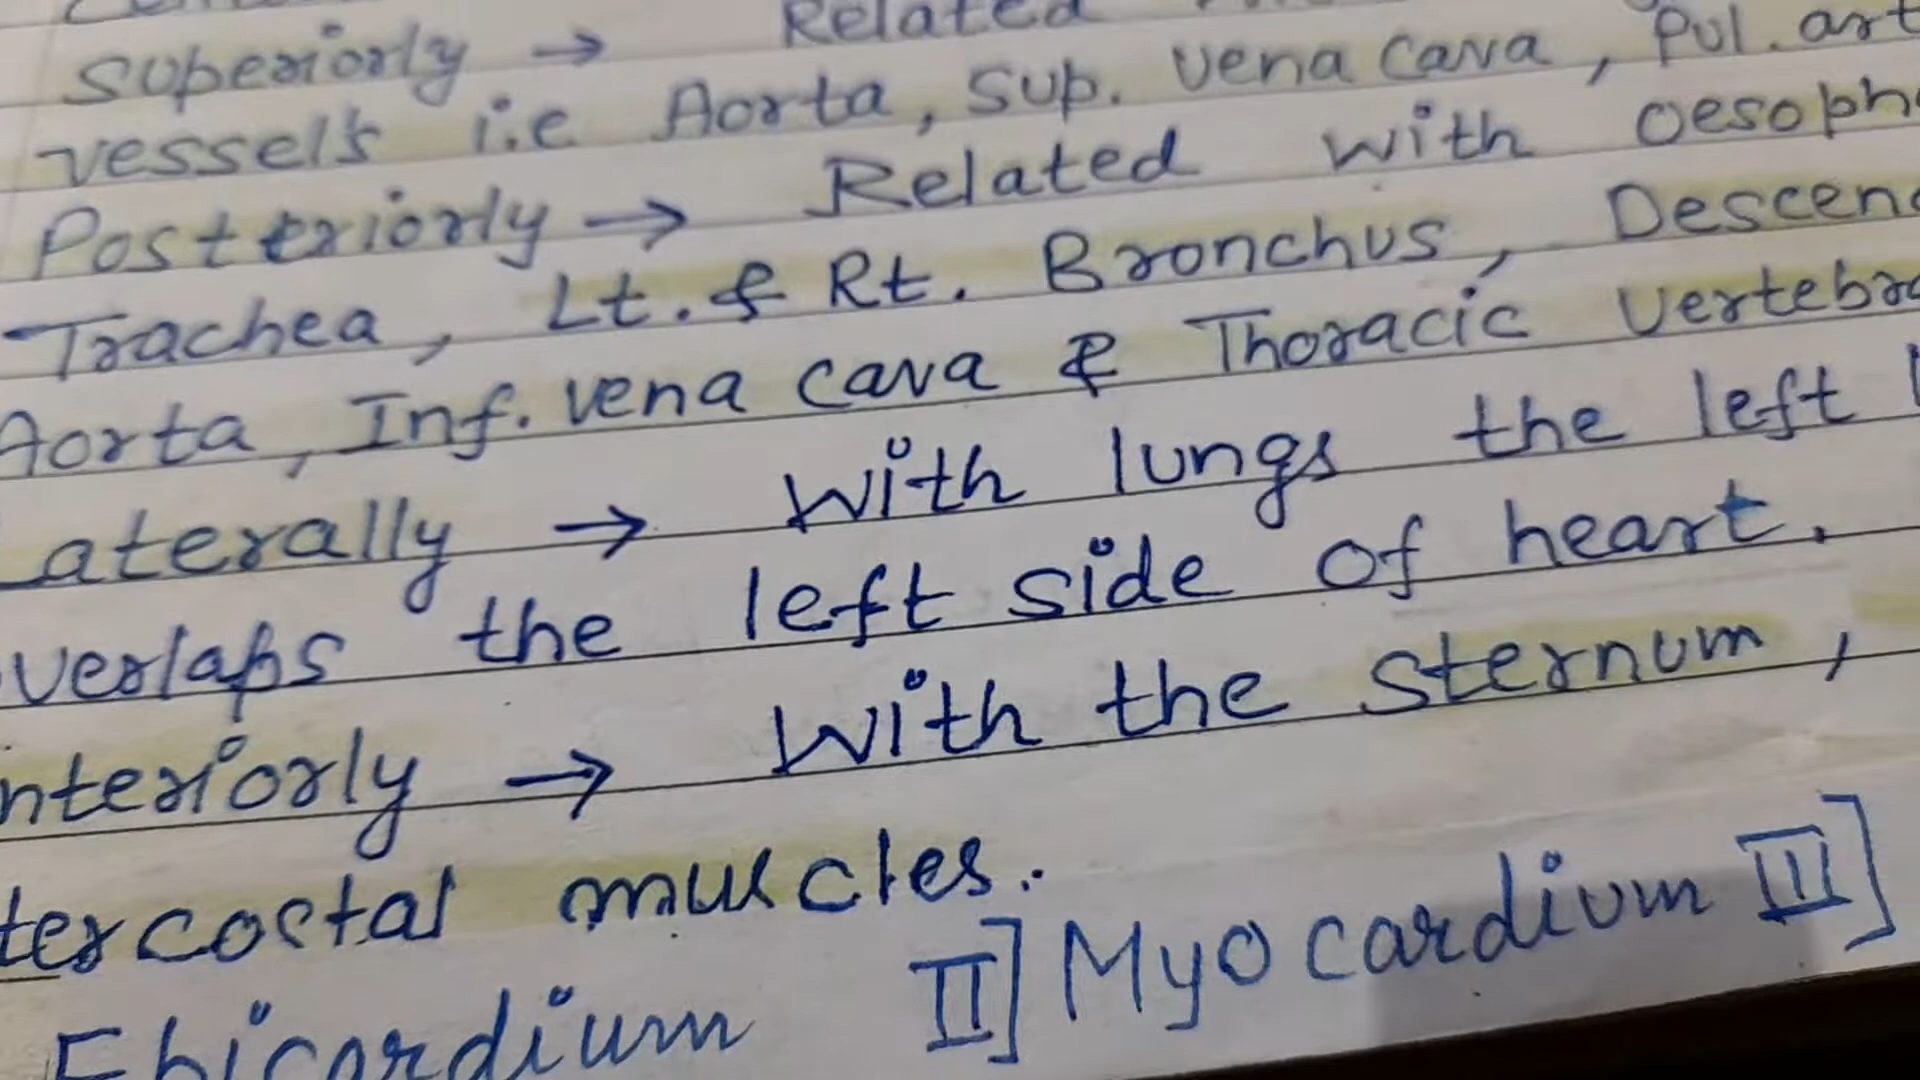 Superiorly → Related
vessels i.e Aorta, Sup. vena cava, Pul. art
Posteriorly → Related with oesoph
Trachea, Lt. & Rt. Bronchus, Descen
Aorta, Inf. vena cava & Thoracic vertebra
Laterally → With lungs the left
verlaps the left side of heart.
nteriorly → With the sternum,
tercostal muscles.
Epicardium II] Myocardium III]